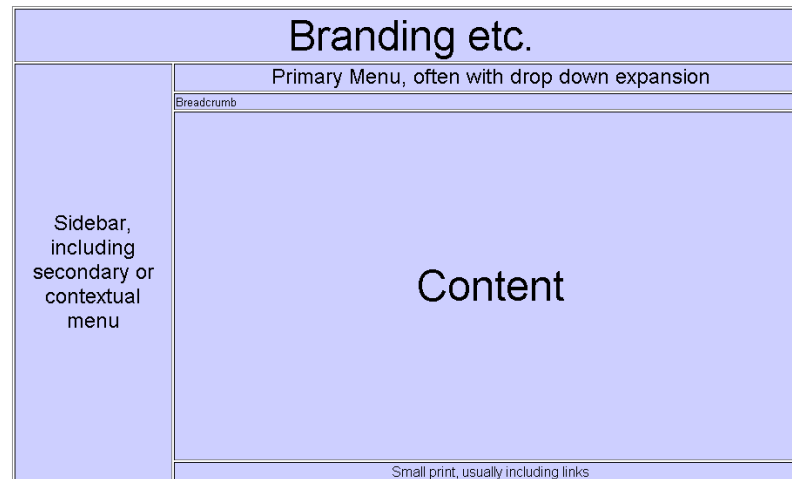 Branding etc.
Primary Menu, often with drop down expansion
Breadcrumb
Sidebar,
including
secondary or
contextual
menu
Content
Small print, usually including links